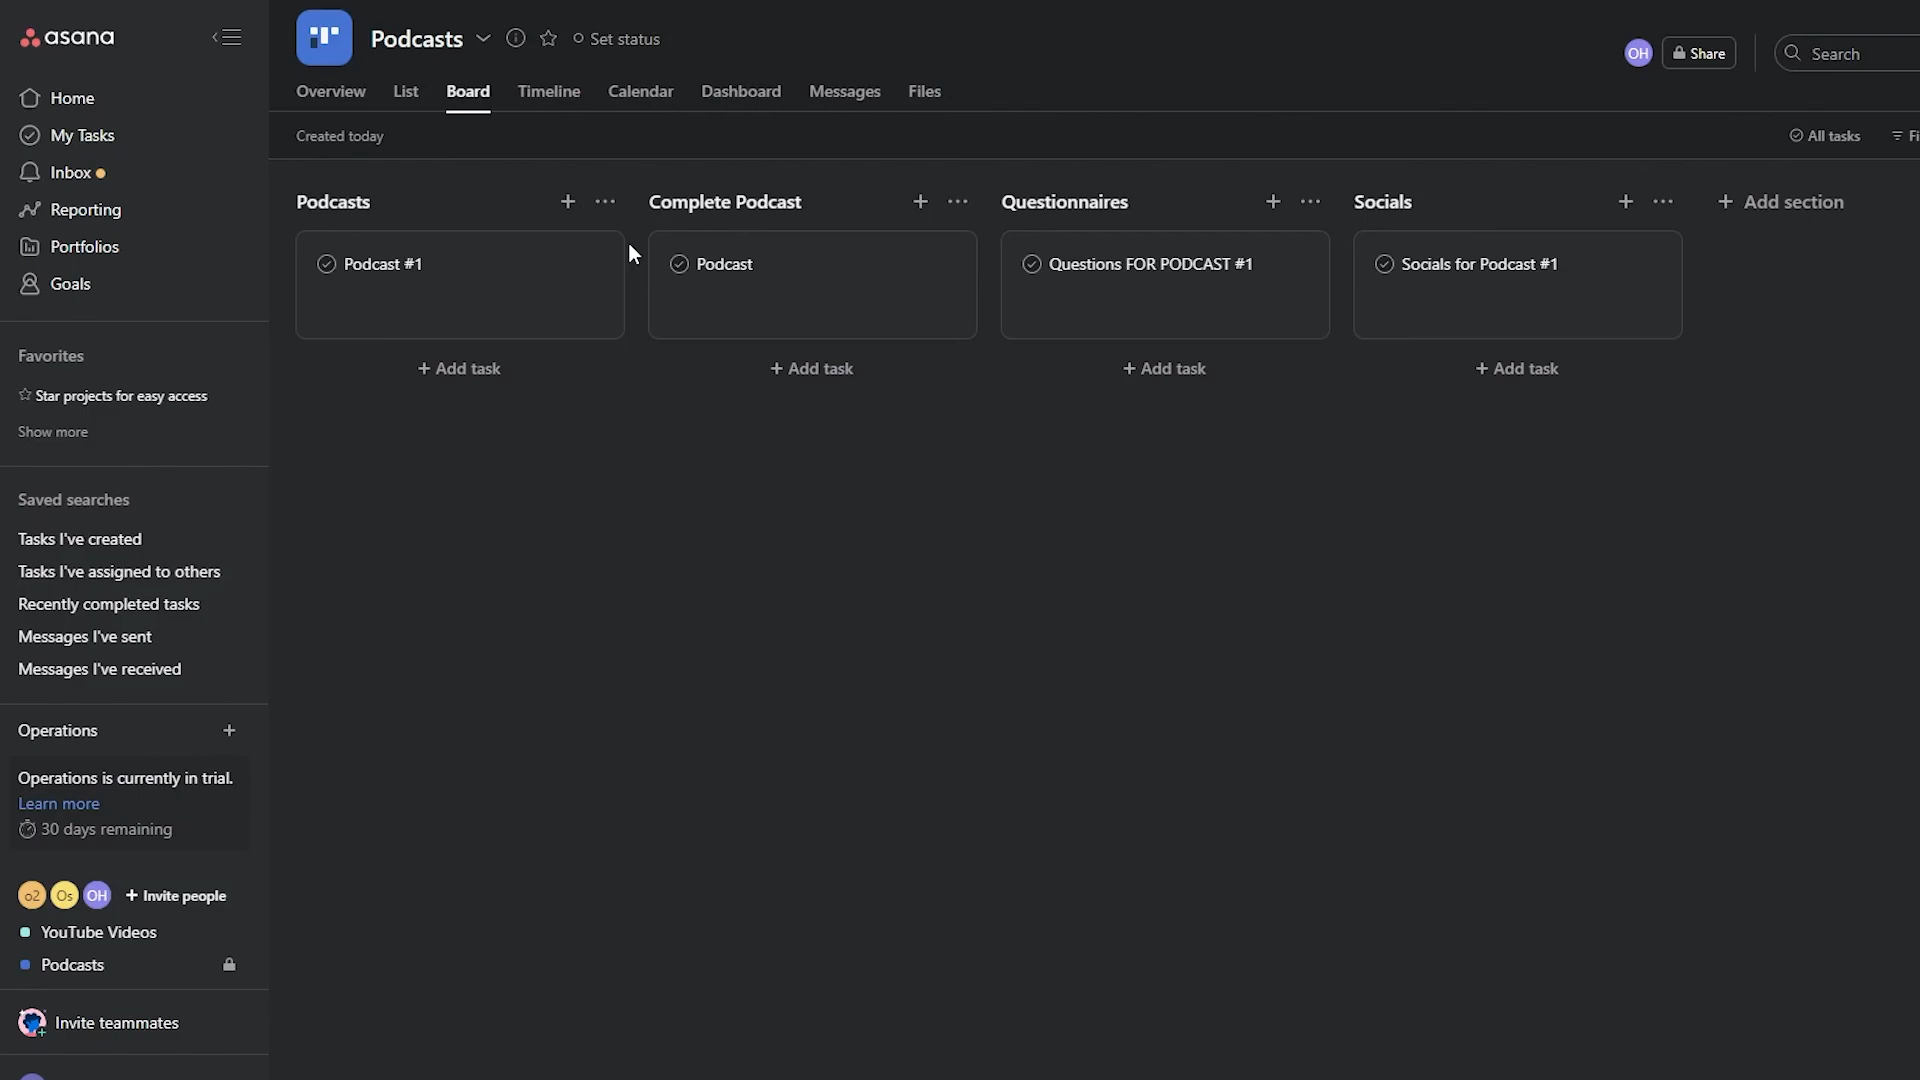 asana
Home
My Tasks
Inbox
Reporting
Portfolios
Goals
Favorites
Star projects for easy access
Show more
Saved searches
Tasks I've created
Tasks I've assigned to others
Recently completed tasks
Messages I've sent
Messages I've received
Operations +
Operations is currently in trial.
Learn more
30 days remaining
o2 Os OH + Invite people
YouTube Videos
Podcasts
Invite teammates
Podcasts Set status
OH Share Search
Overview List Board Timeline Calendar Dashboard Messages Files
Created today All tasks Fi
Podcasts + ... Complete Podcast + ... Questionnaires + ... Socials + ... + Add section
Podcast #1 Podcast Questions FOR PODCAST #1 Socials for Podcast #1
+ Add task + Add task + Add task + Add task